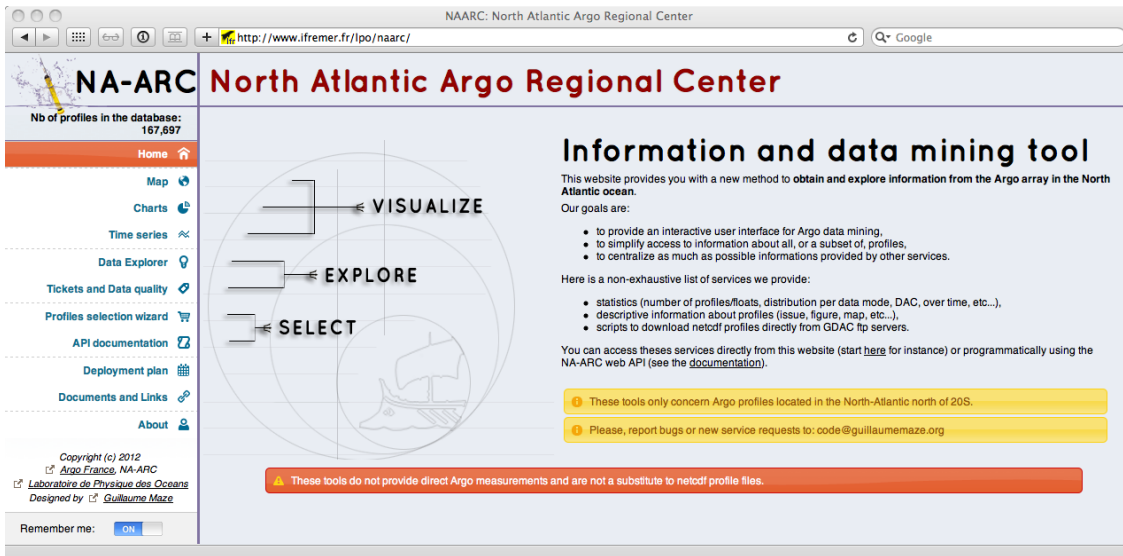 NAARC: North Atlantic Argo Regional Center
http://www.ifremer.fr/lpo/naarc/
Google
NA-ARC
North Atlantic Argo Regional Center
Nb of profiles in the database:
167,697
Home
Map
Charts
Time series
Data Explorer
Tickets and Data quality
Profiles selection wizard
API documentation
Deployment plan
Documents and Links
About
Copyright (c) 2012
Argo France, NA-ARC
Laboratoire de Physique des Oceans
Designed by Guillaume Maze
Remember me: ON
VISUALIZE
EXPLORE
SELECT
Information and data mining tool
This website provides you with a new method to obtain and explore information from the Argo array in the North
Atlantic ocean.
Our goals are:
• to provide an interactive user interface for Argo data mining,
• to simplify access to information about all, or a subset of, profiles,
• to centralize as much as possible informations provided by other services.
Here is a non-exhaustive list of services we provide:
• statistics (number of profiles/floats, distribution per data mode, DAC, over time, etc...),
• descriptive information about profiles (issue, figure, map, etc...),
• scripts to download netcdf profiles directly from GDAC ftp servers.
You can access theses services directly from this website (start here for instance) or programmatically using the
NA-ARC web API (see the documentation).
These tools only concern Argo profiles located in the North-Atlantic north of 20S.
Please, report bugs or new service requests to: code@guillaumemaze.org
These tools do not provide direct Argo measurements and are not a substitute to netcdf profile files.